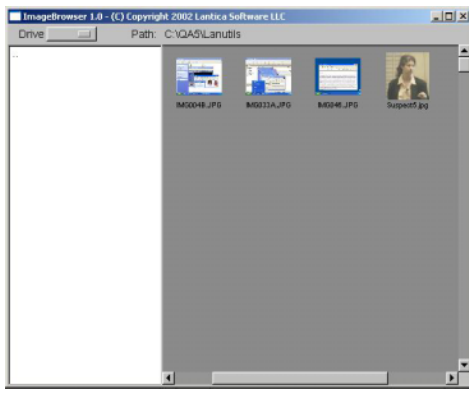 ImageBrowser 1.0 - (C) Copyright 2002 Lantica Software LLC
Drive Path: C:\QA5\Lanutils
..
IMG004B.JPG IMG033A.JPG IMG046.JPG Suspect5.jpg